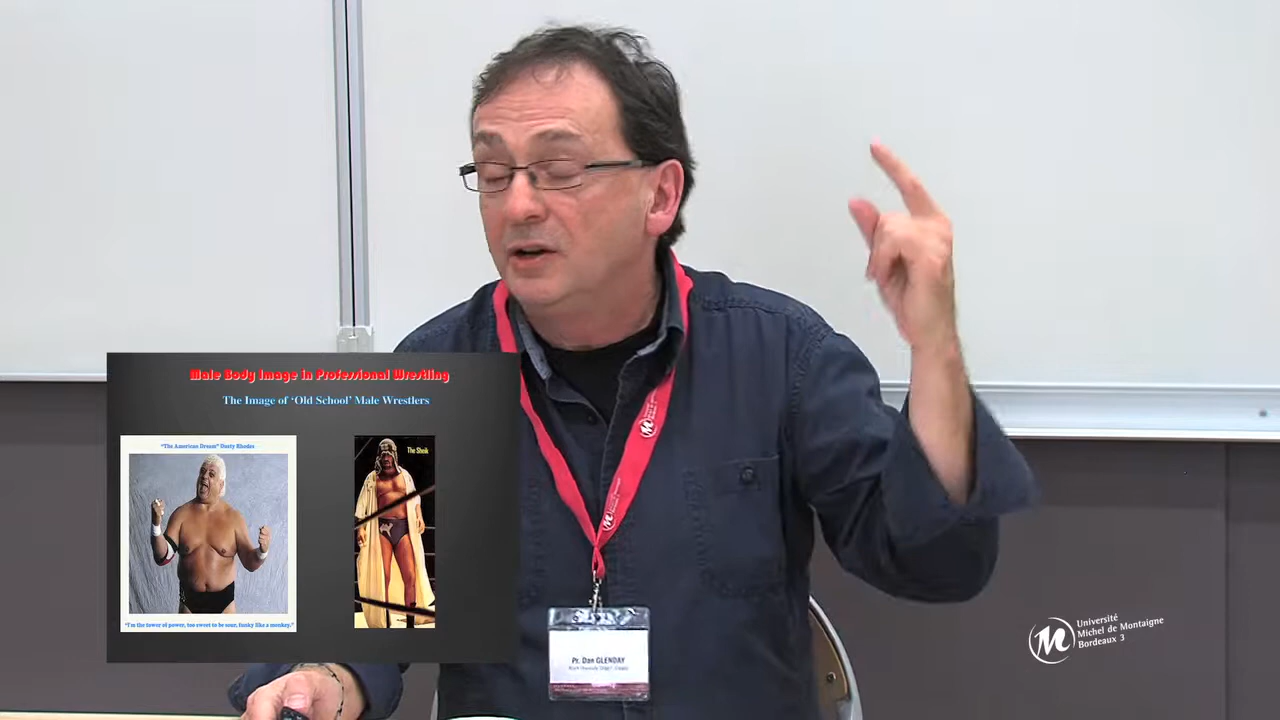 Male Body Image in Professional Wrestling
The Image of 'Old School' Male Wrestlers
"The American Dream" Dusty Rhodes
The Sheik
"I'm the tower of power, too sweet to be sour, funky like a monkey."
Pr. Dan GLENDAY
Université
Michel de Montaigne
Bordeaux 3